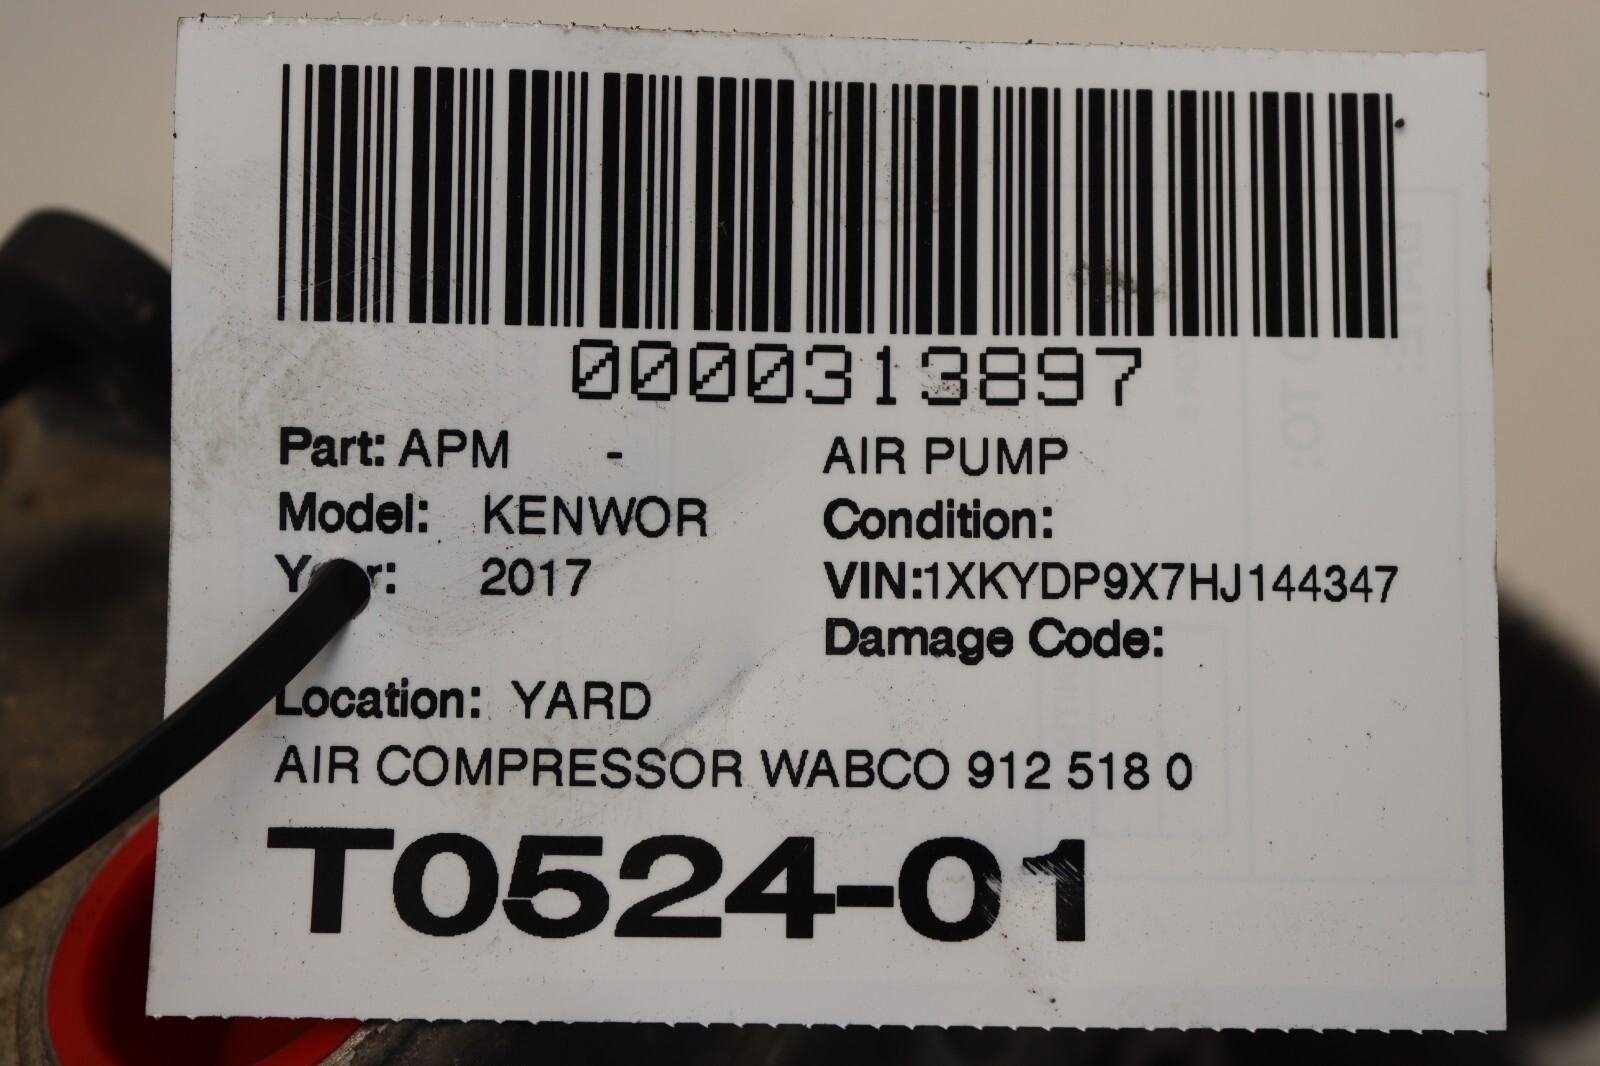 0000313897
Part: APM - AIR PUMP
Model: KENWOR Condition:
Year: 2017 VIN:1XKYDP9X7HJ144347
Damage Code:
Location: YARD
AIR COMPRESSOR WABCO 912 518 0
T0524-01